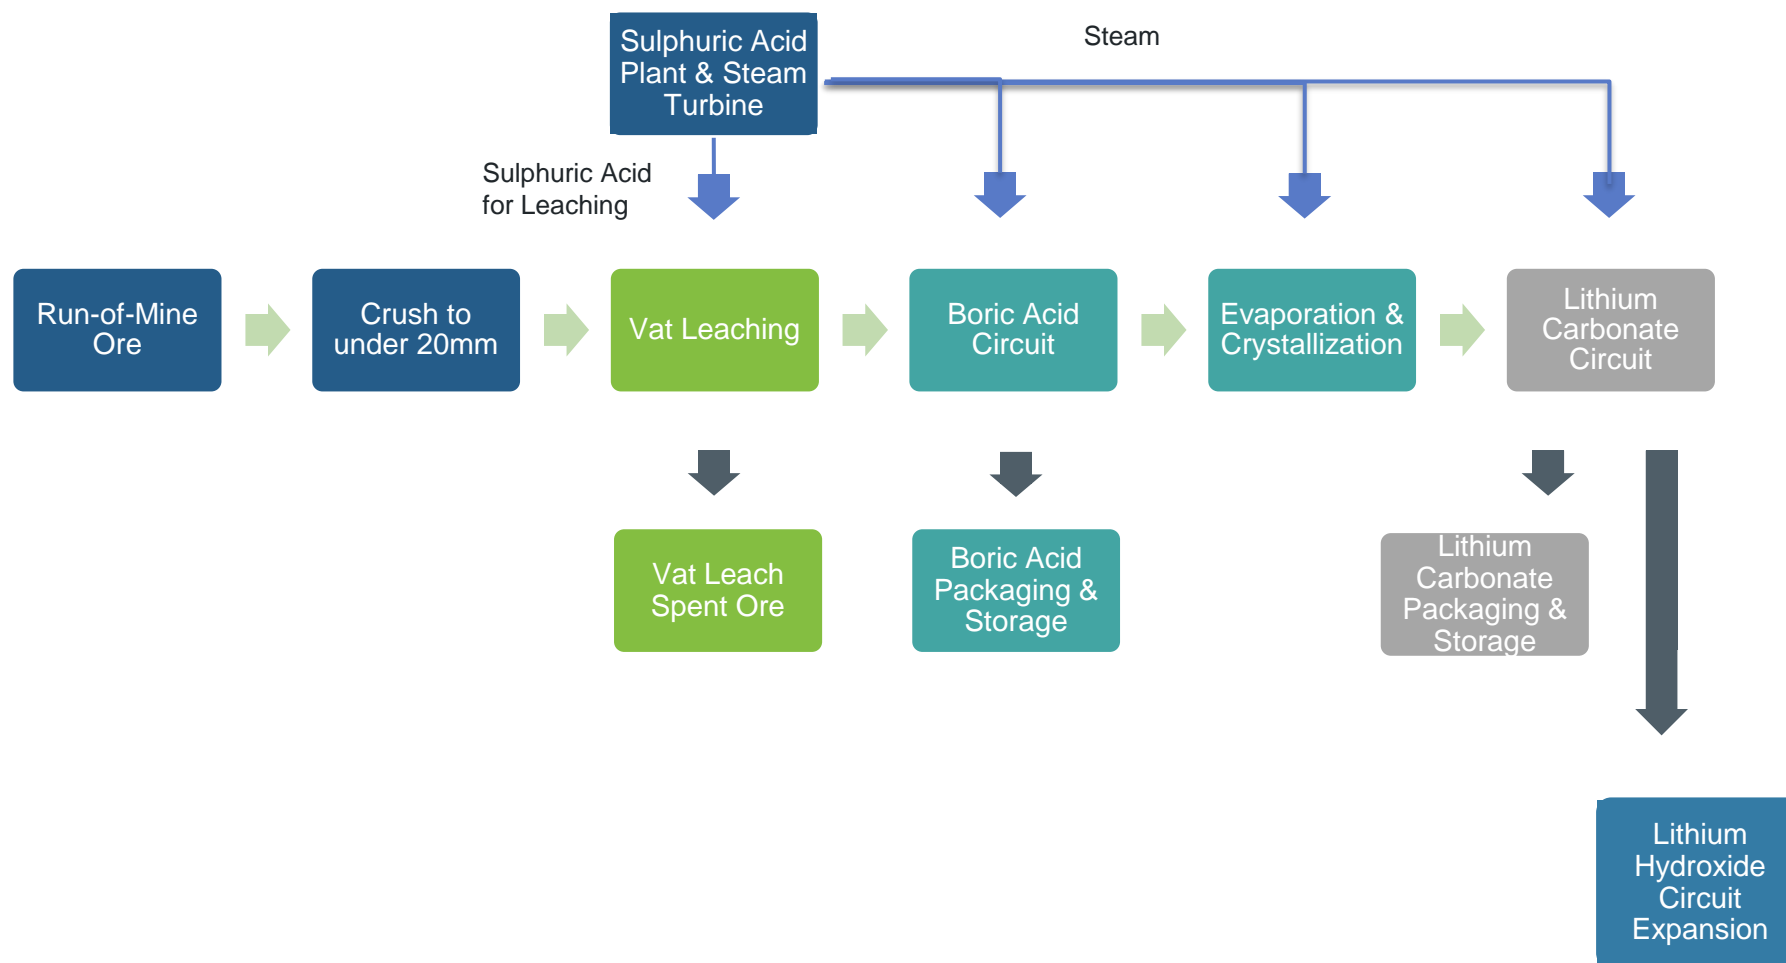 Sulphuric Acid
Plant & Steam
Turbine
Steam
Sulphuric Acid
for Leaching
Run-of-Mine
Ore
Crush to
under 20mm
Vat Leaching
Boric Acid
Circuit
Evaporation &
Crystallization
Lithium
Carbonate
Circuit
Vat Leach
Spent Ore
Boric Acid
Packaging &
Storage
Lithium
Carbonate
Packaging &
Storage
Lithium
Hydroxide
Circuit
Expansion